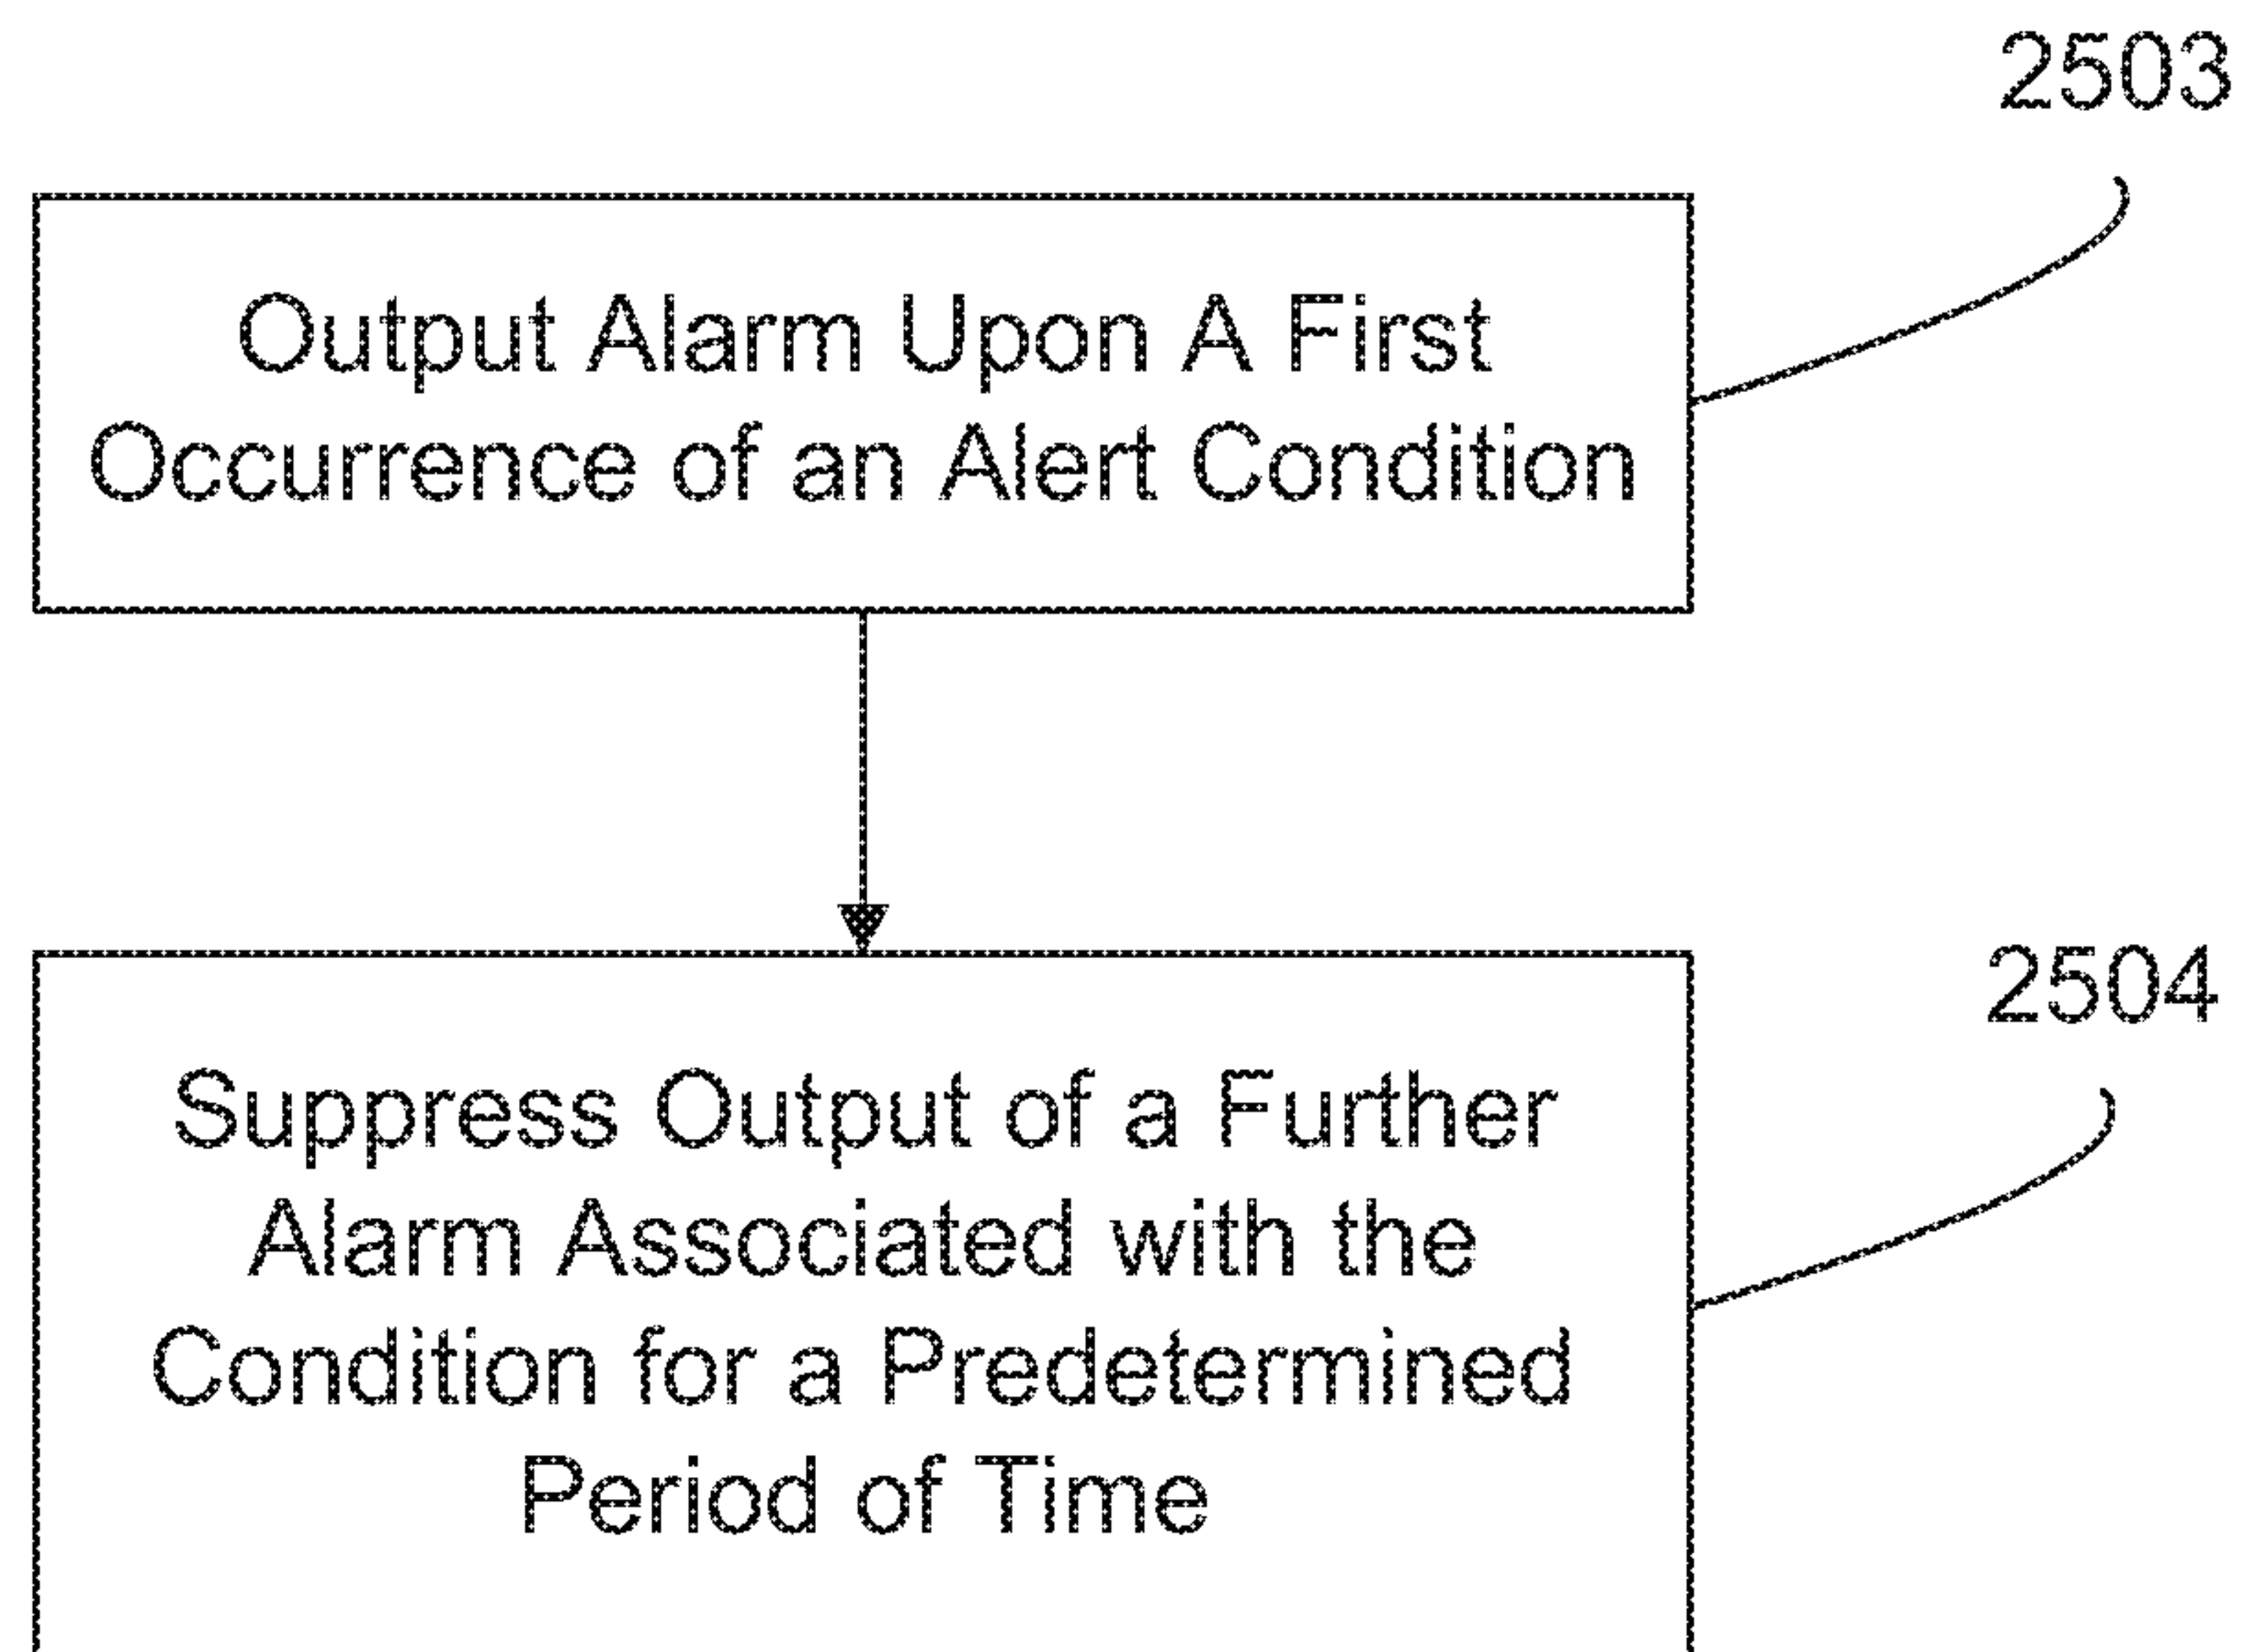 2503
Output Alarm Upon A First
Occurrence of an Alert Condition
2504
Suppress Output of a Further
Alarm Associated with the
Condition for a Predetermined
Period of Time